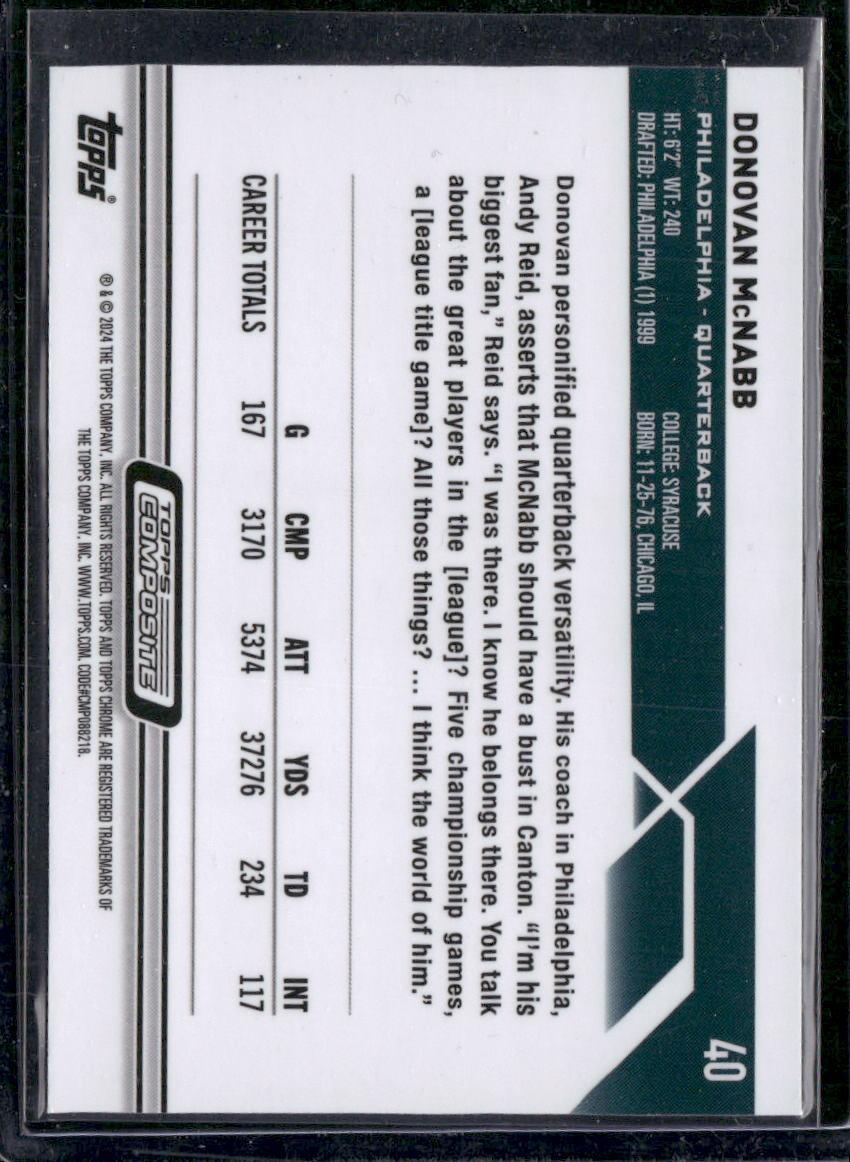 DONOVAN McNABB
40
PHILADELPHIA - QUARTERBACK
HT: 6'2" WT: 240 COLLEGE: SYRACUSE
DRAFTED: PHILADELPHIA (1) 1999 BORN: 11-25-76, CHICAGO, IL
Donovan personified quarterback versatility. His coach in Philadelphia,
Andy Reid, asserts that McNabb should have a bust in Canton. “I’m his
biggest fan,” Reid says. “I was there. I know he belongs there. You talk
about the great players in the [league]? Five championship games,
a [league title game]? All those things? ... I think the world of him.”
G CMP ATT YDS TD INT
CAREER TOTALS 167 3170 5374 37276 234 117
TOPPS
COMPOSITE
topps®
® & © 2024 THE TOPPS COMPANY, INC. ALL RIGHTS RESERVED. TOPPS AND TOPPS CHROME ARE REGISTERED TRADEMARKS OF
THE TOPPS COMPANY, INC. WWW.TOPPS.COM. CODE#CMP088218.